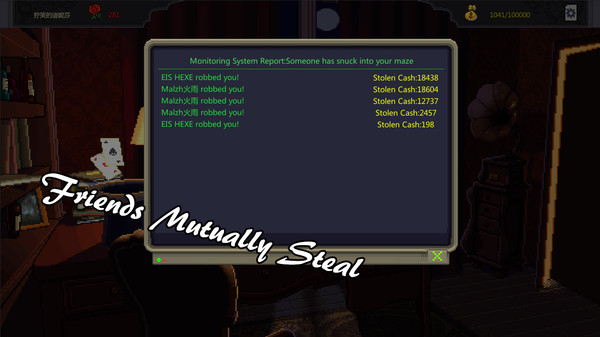 1041/100000
Monitoring System Report:Someone has snuck into your maze
EIS HEXE robbed you! Stolen Cash:18438
Malzh火雨 robbed you! Stolen Cash:18604
Malzh火雨 robbed you! Stolen Cash:12737
Malzh火雨 robbed you! Stolen Cash:2457
EIS HEXE robbed you! Stolen Cash:198
Friends Mutually Steal